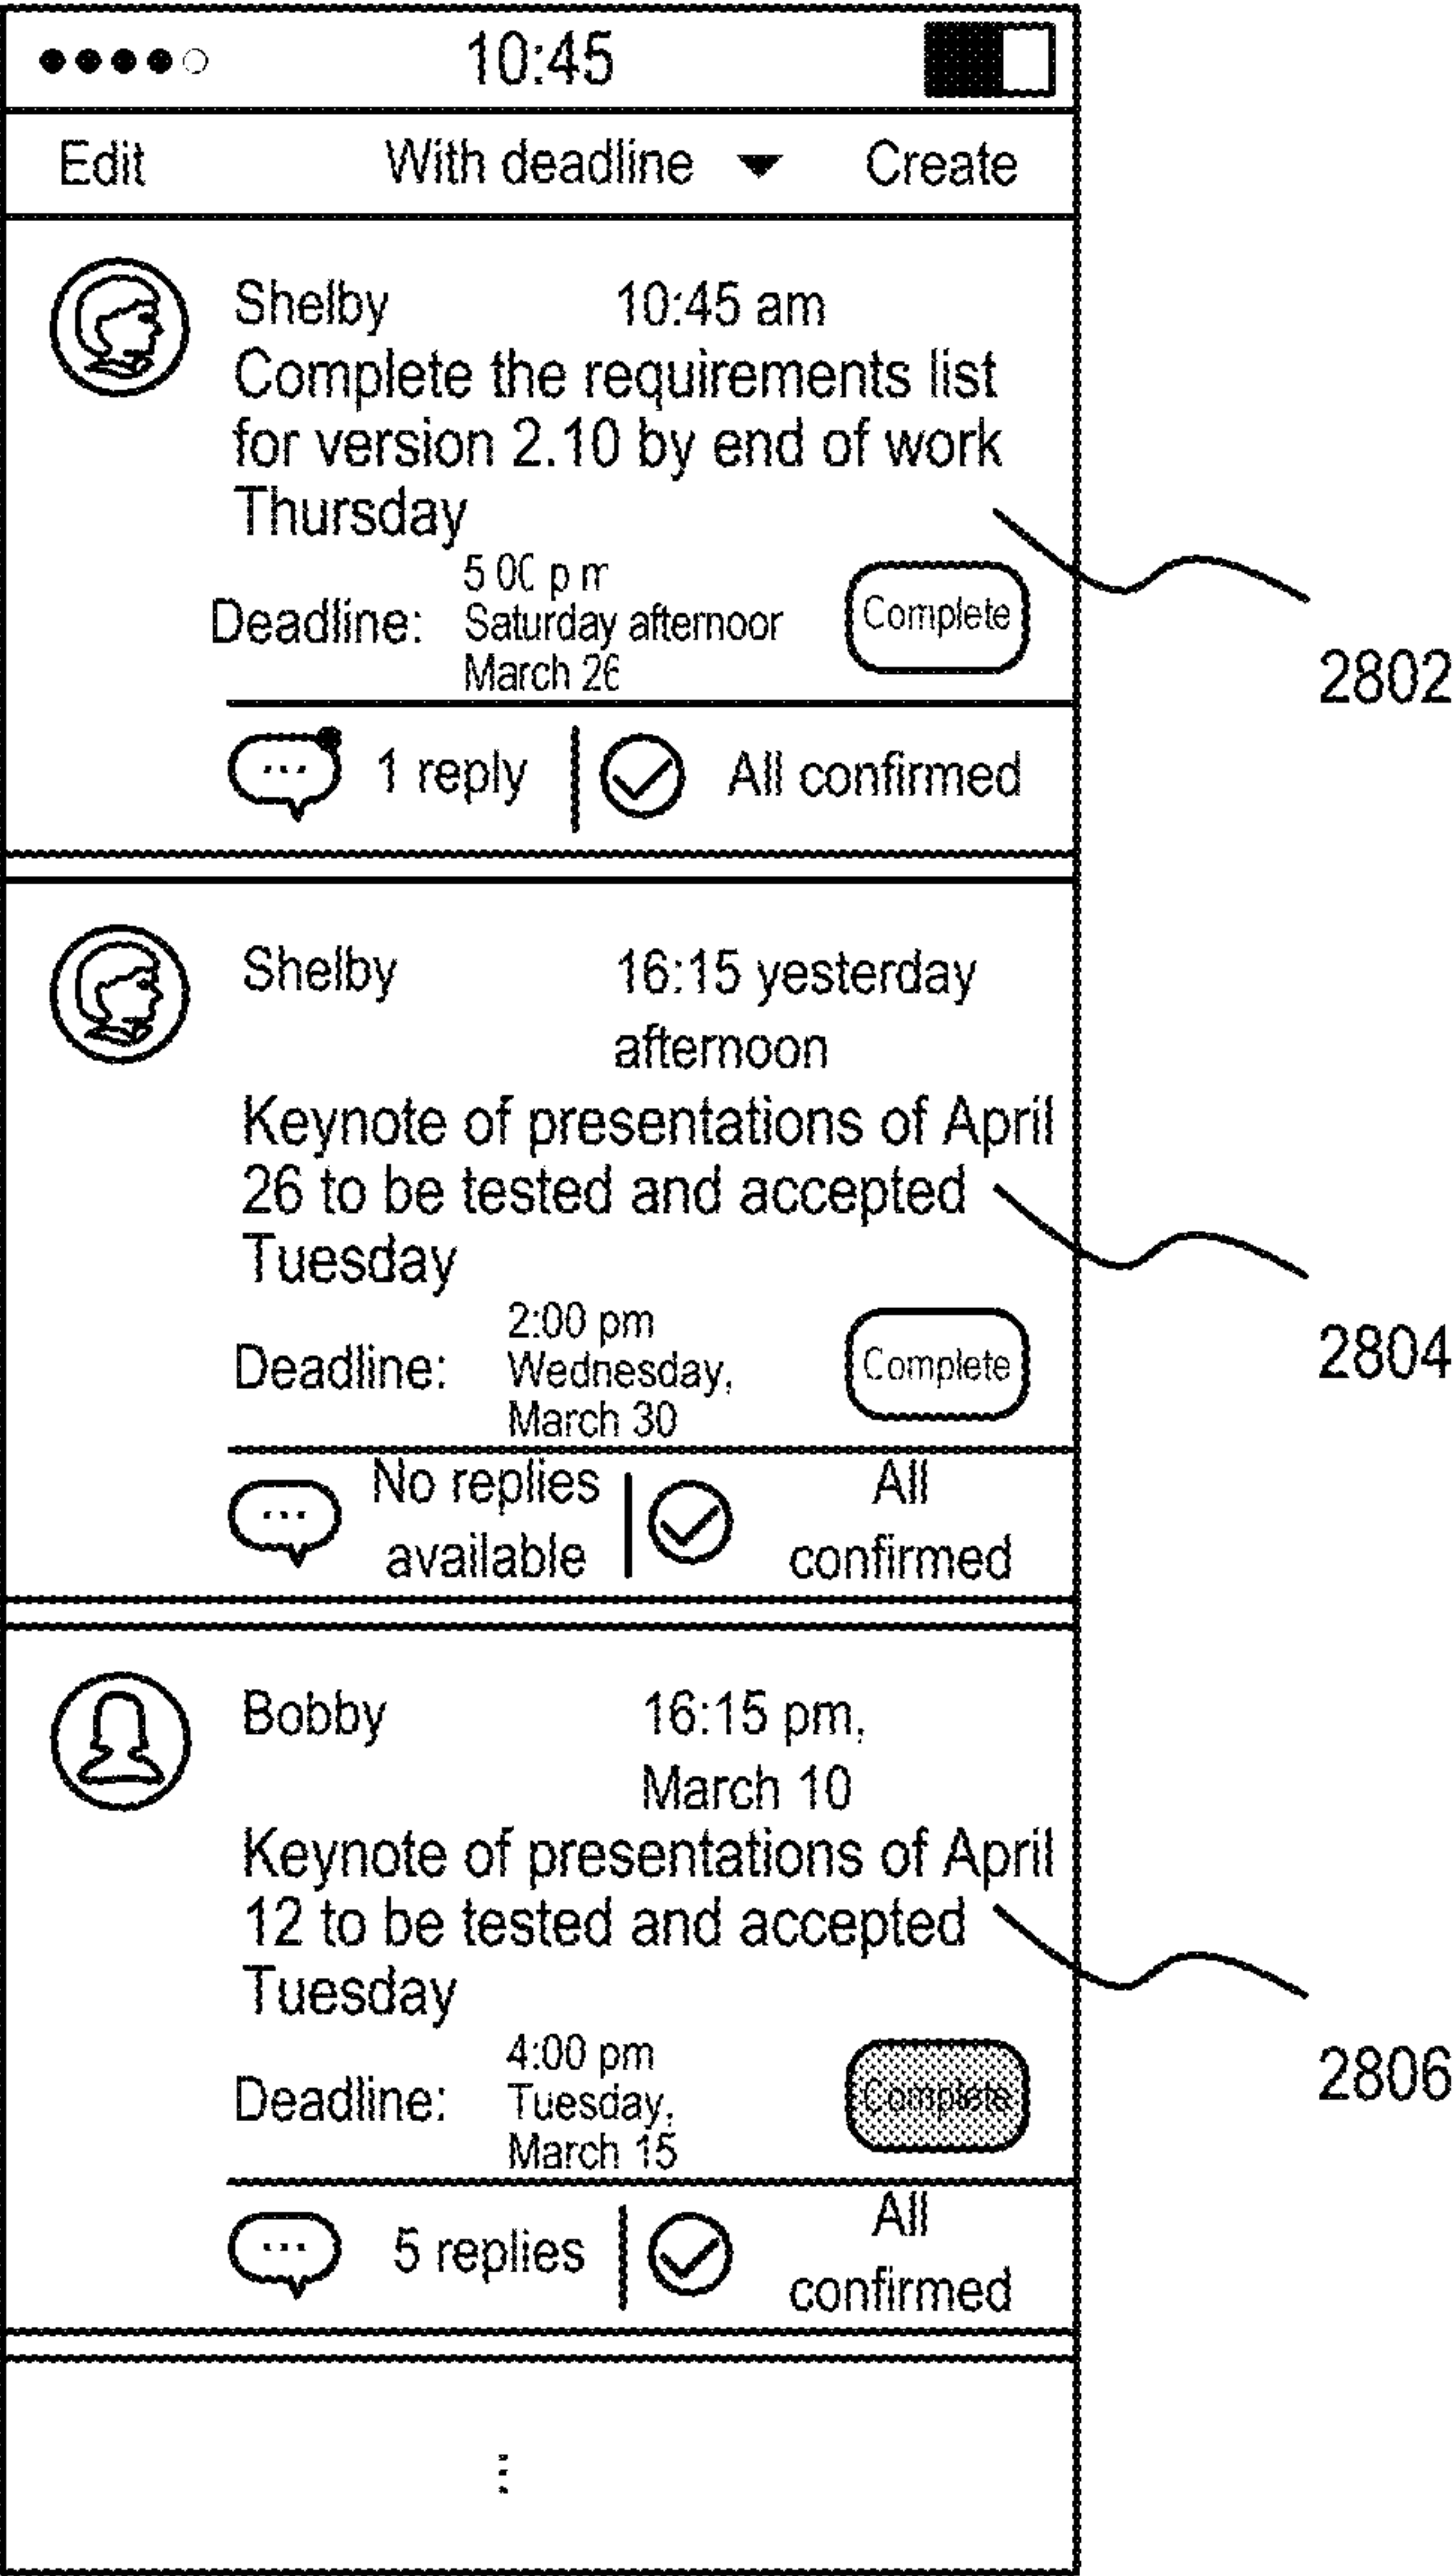 10:45
Edit With deadline Create
Shelby 10:45 am
Complete the requirements list
for version 2.10 by end of work
Thursday
5 00 p m
Deadline: Saturday afternoon
March 26
Complete
2802
1 reply All confirmed
Shelby 16:15 yesterday
afternoon
Keynote of presentations of April
26 to be tested and accepted
Tuesday
2:00 pm
Deadline: Wednesday,
March 30
Complete
2804
No replies
available
All
confirmed
Bobby 16:15 pm,
March 10
Keynote of presentations of April
12 to be tested and accepted
Tuesday
4:00 pm
Deadline: Tuesday,
March 15
Complete
2806
5 replies
All
confirmed